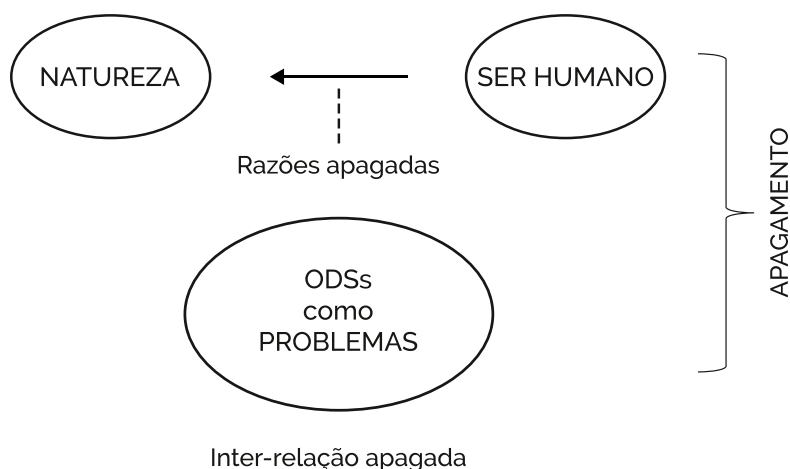 NATUREZA
SER HUMANO
Razões apagadas
ODSs
como
PROBLEMAS
APAGAMENTO
Inter-relação apagada